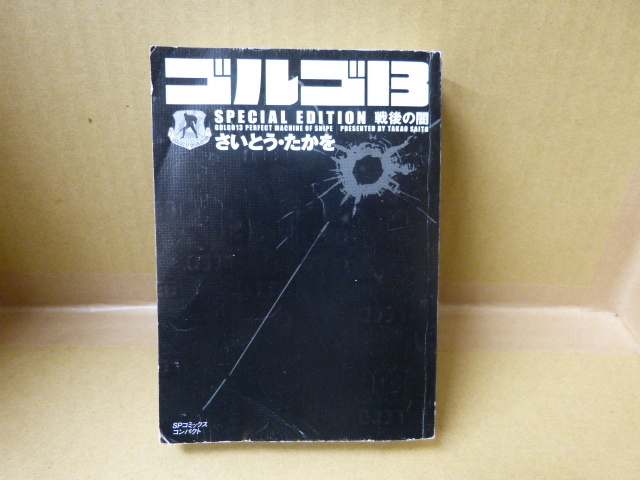 ゴルゴ13
SPECIAL EDITION 戦後の闇
GOLGO13 PERFECT MACHINE OF SNIPE PRESENTED BY TAKAO SAITO
さいとう・たかを
SPコミックス
コンパクト